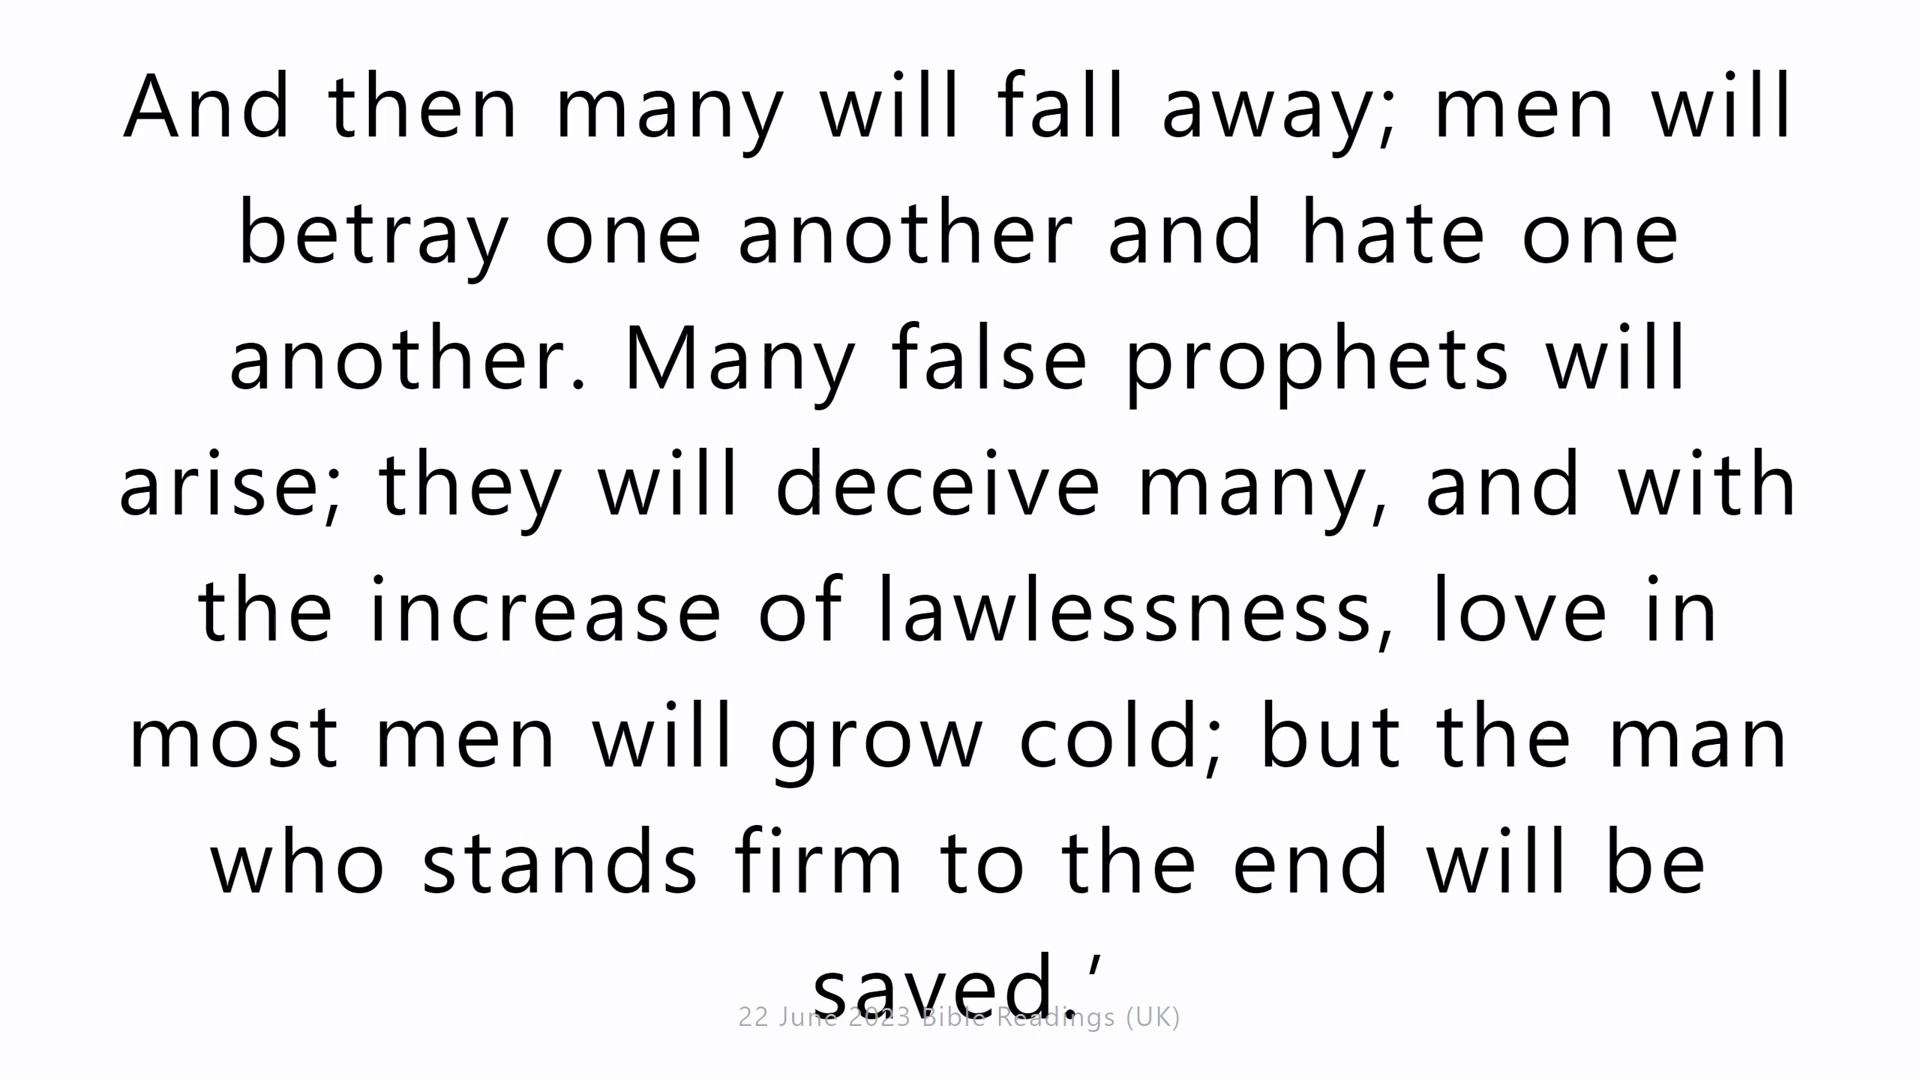 And then many will fall away; men will
betray one another and hate one
another. Many false prophets will
arise; they will deceive many, and with
the increase of lawlessness, love in
most men will grow cold; but the man
who stands firm to the end will be
saved.’
22 June 2023 Bible Readings (UK)